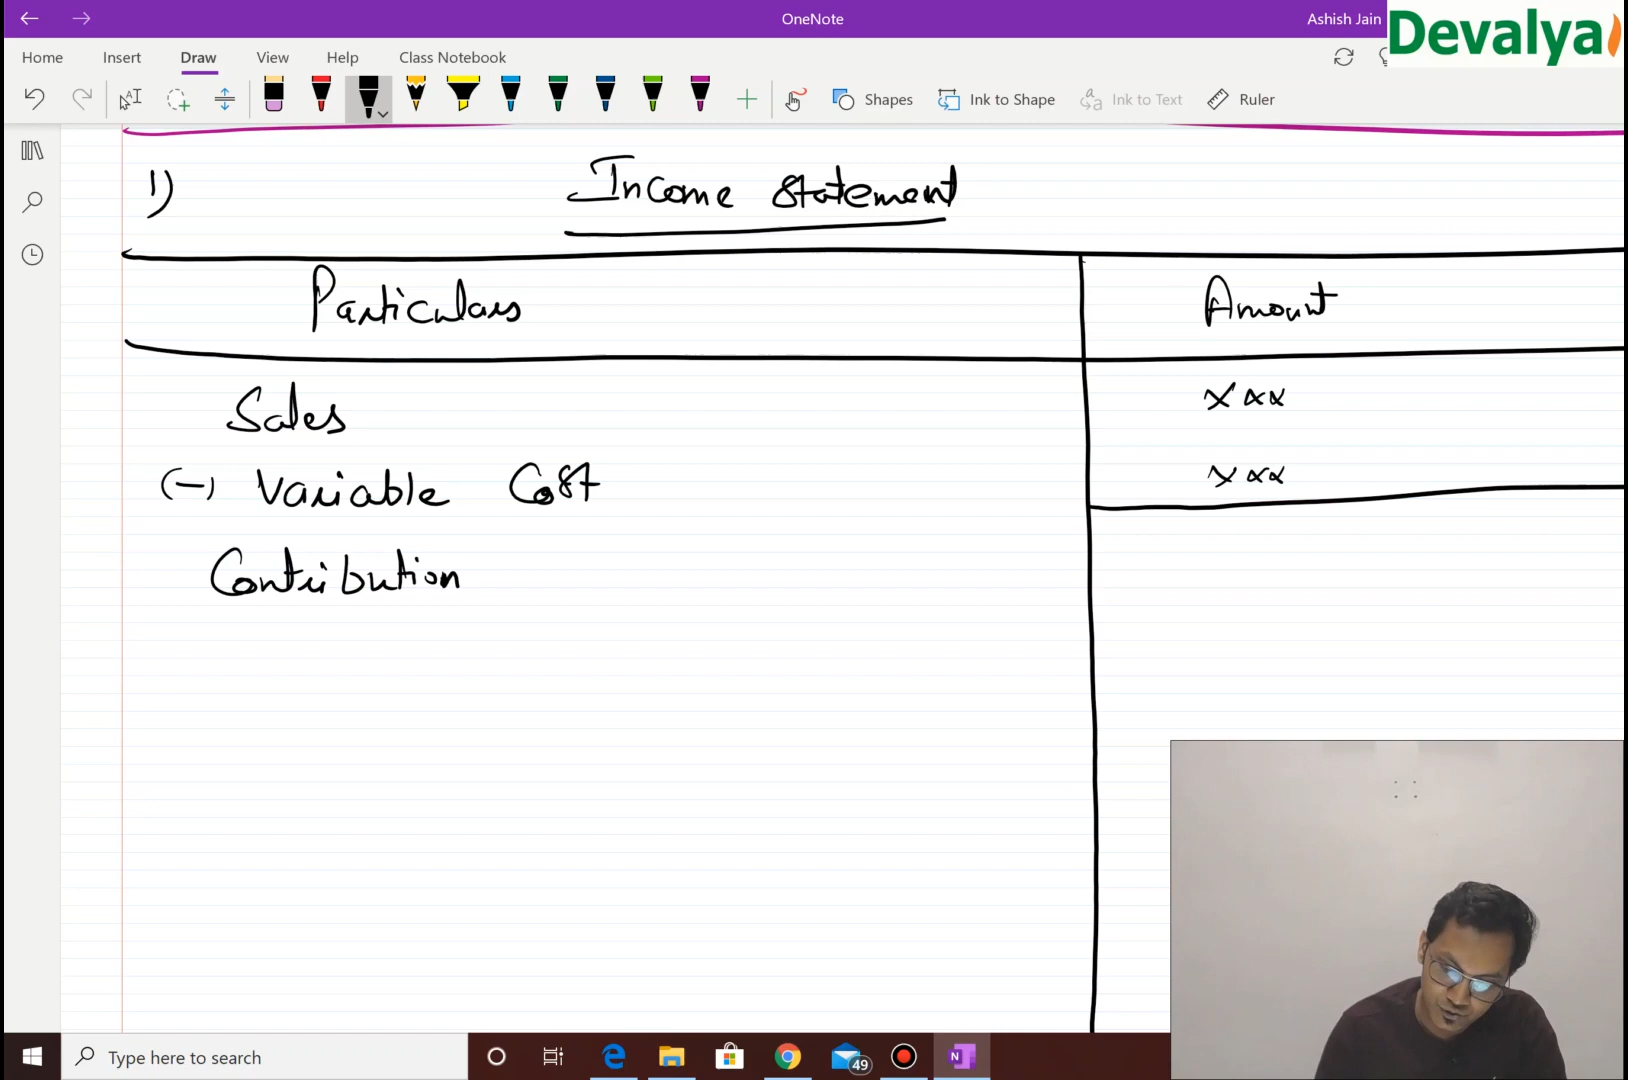 OneNote
Ashish Jain
Devalya
Home Insert Draw View Help Class Notebook
Shapes Ink to Shape Ink to Text Ruler
1) Income Statement
Particulars Amount
Sales xxx
(-) Variable Cost xxx
Contribution
Type here to search
49
N